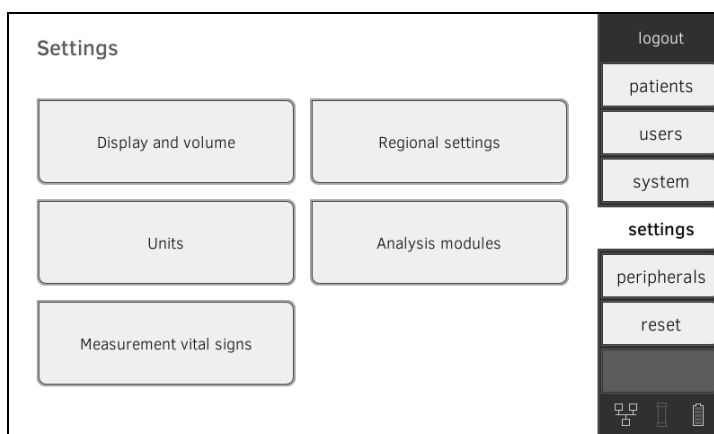 Settings
Display and volume
Regional settings
Units
Analysis modules
Measurement vital signs
logout
patients
users
system
settings
peripherals
reset